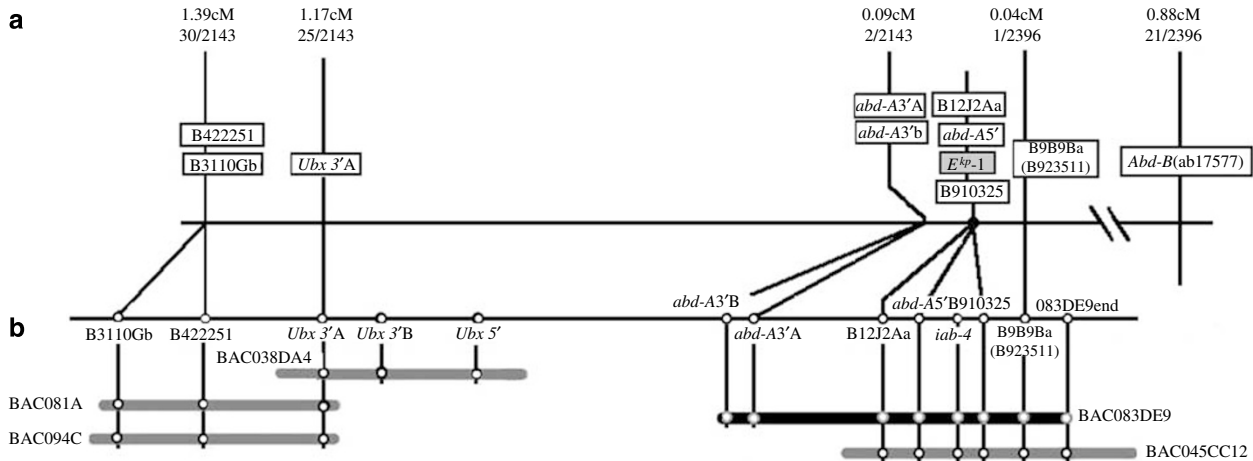 a
1.39cM
30/2143
1.17cM
25/2143
0.09cM
2/2143
0.04cM
1/2396
0.88cM
21/2396
B422251
B3110Gb
Ubx 3′A
abd-A3′A
abd-A3′b
B12J2Aa
abd-A5′
E^kp-1
B910325
B9B9Ba
(B923511)
Abd-B(ab17577)
b
B3110Gb
B422251
Ubx 3′A
Ubx 3′B
Ubx 5′
abd-A3′B
abd-A3′A
B12J2Aa
abd-A5′B910325
iab-4
B9B9Ba
(B923511)
083DE9end
BAC038DA4
BAC081A
BAC094C
BAC083DE9
BAC045CC12